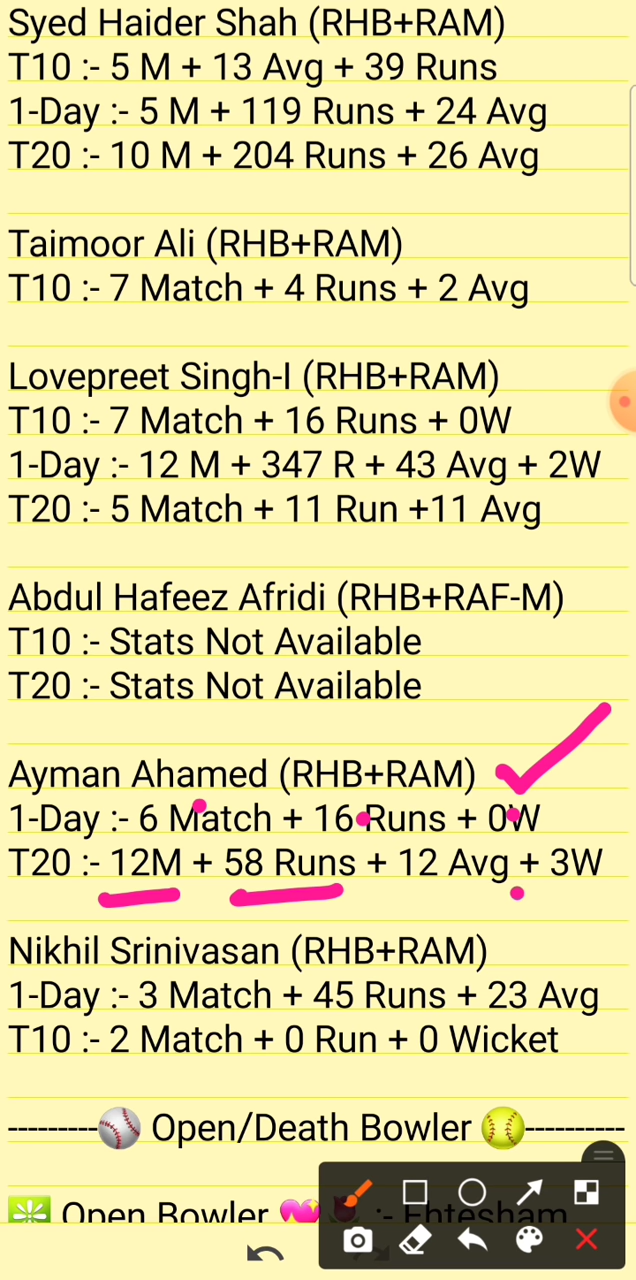 Syed Haider Shah (RHB+RAM)
T10 :- 5 M + 13 Avg + 39 Runs
1-Day :- 5 M + 119 Runs + 24 Avg
T20 :- 10 M + 204 Runs + 26 Avg
Taimoor Ali (RHB+RAM)
T10 :- 7 Match + 4 Runs + 2 Avg
Lovepreet Singh-I (RHB+RAM)
T10 :- 7 Match + 16 Runs + 0W
1-Day :- 12 M + 347 R + 43 Avg + 2W
T20 :- 5 Match + 11 Run +11 Avg
Abdul Hafeez Afridi (RHB+RAF-M)
T10 :- Stats Not Available
T20 :- Stats Not Available
Ayman Ahamed (RHB+RAM)
1-Day :- 6 Match + 16 Runs + 0W
T20 :- 12M + 58 Runs + 12 Avg + 3W
Nikhil Srinivasan (RHB+RAM)
1-Day :- 3 Match + 45 Runs + 23 Avg
T10 :- 2 Match + 0 Run + 0 Wicket
---------⚾ Open/Death Bowler 🥎----------
❇️ Open Bowler 💖🌷 :- Ehtesham